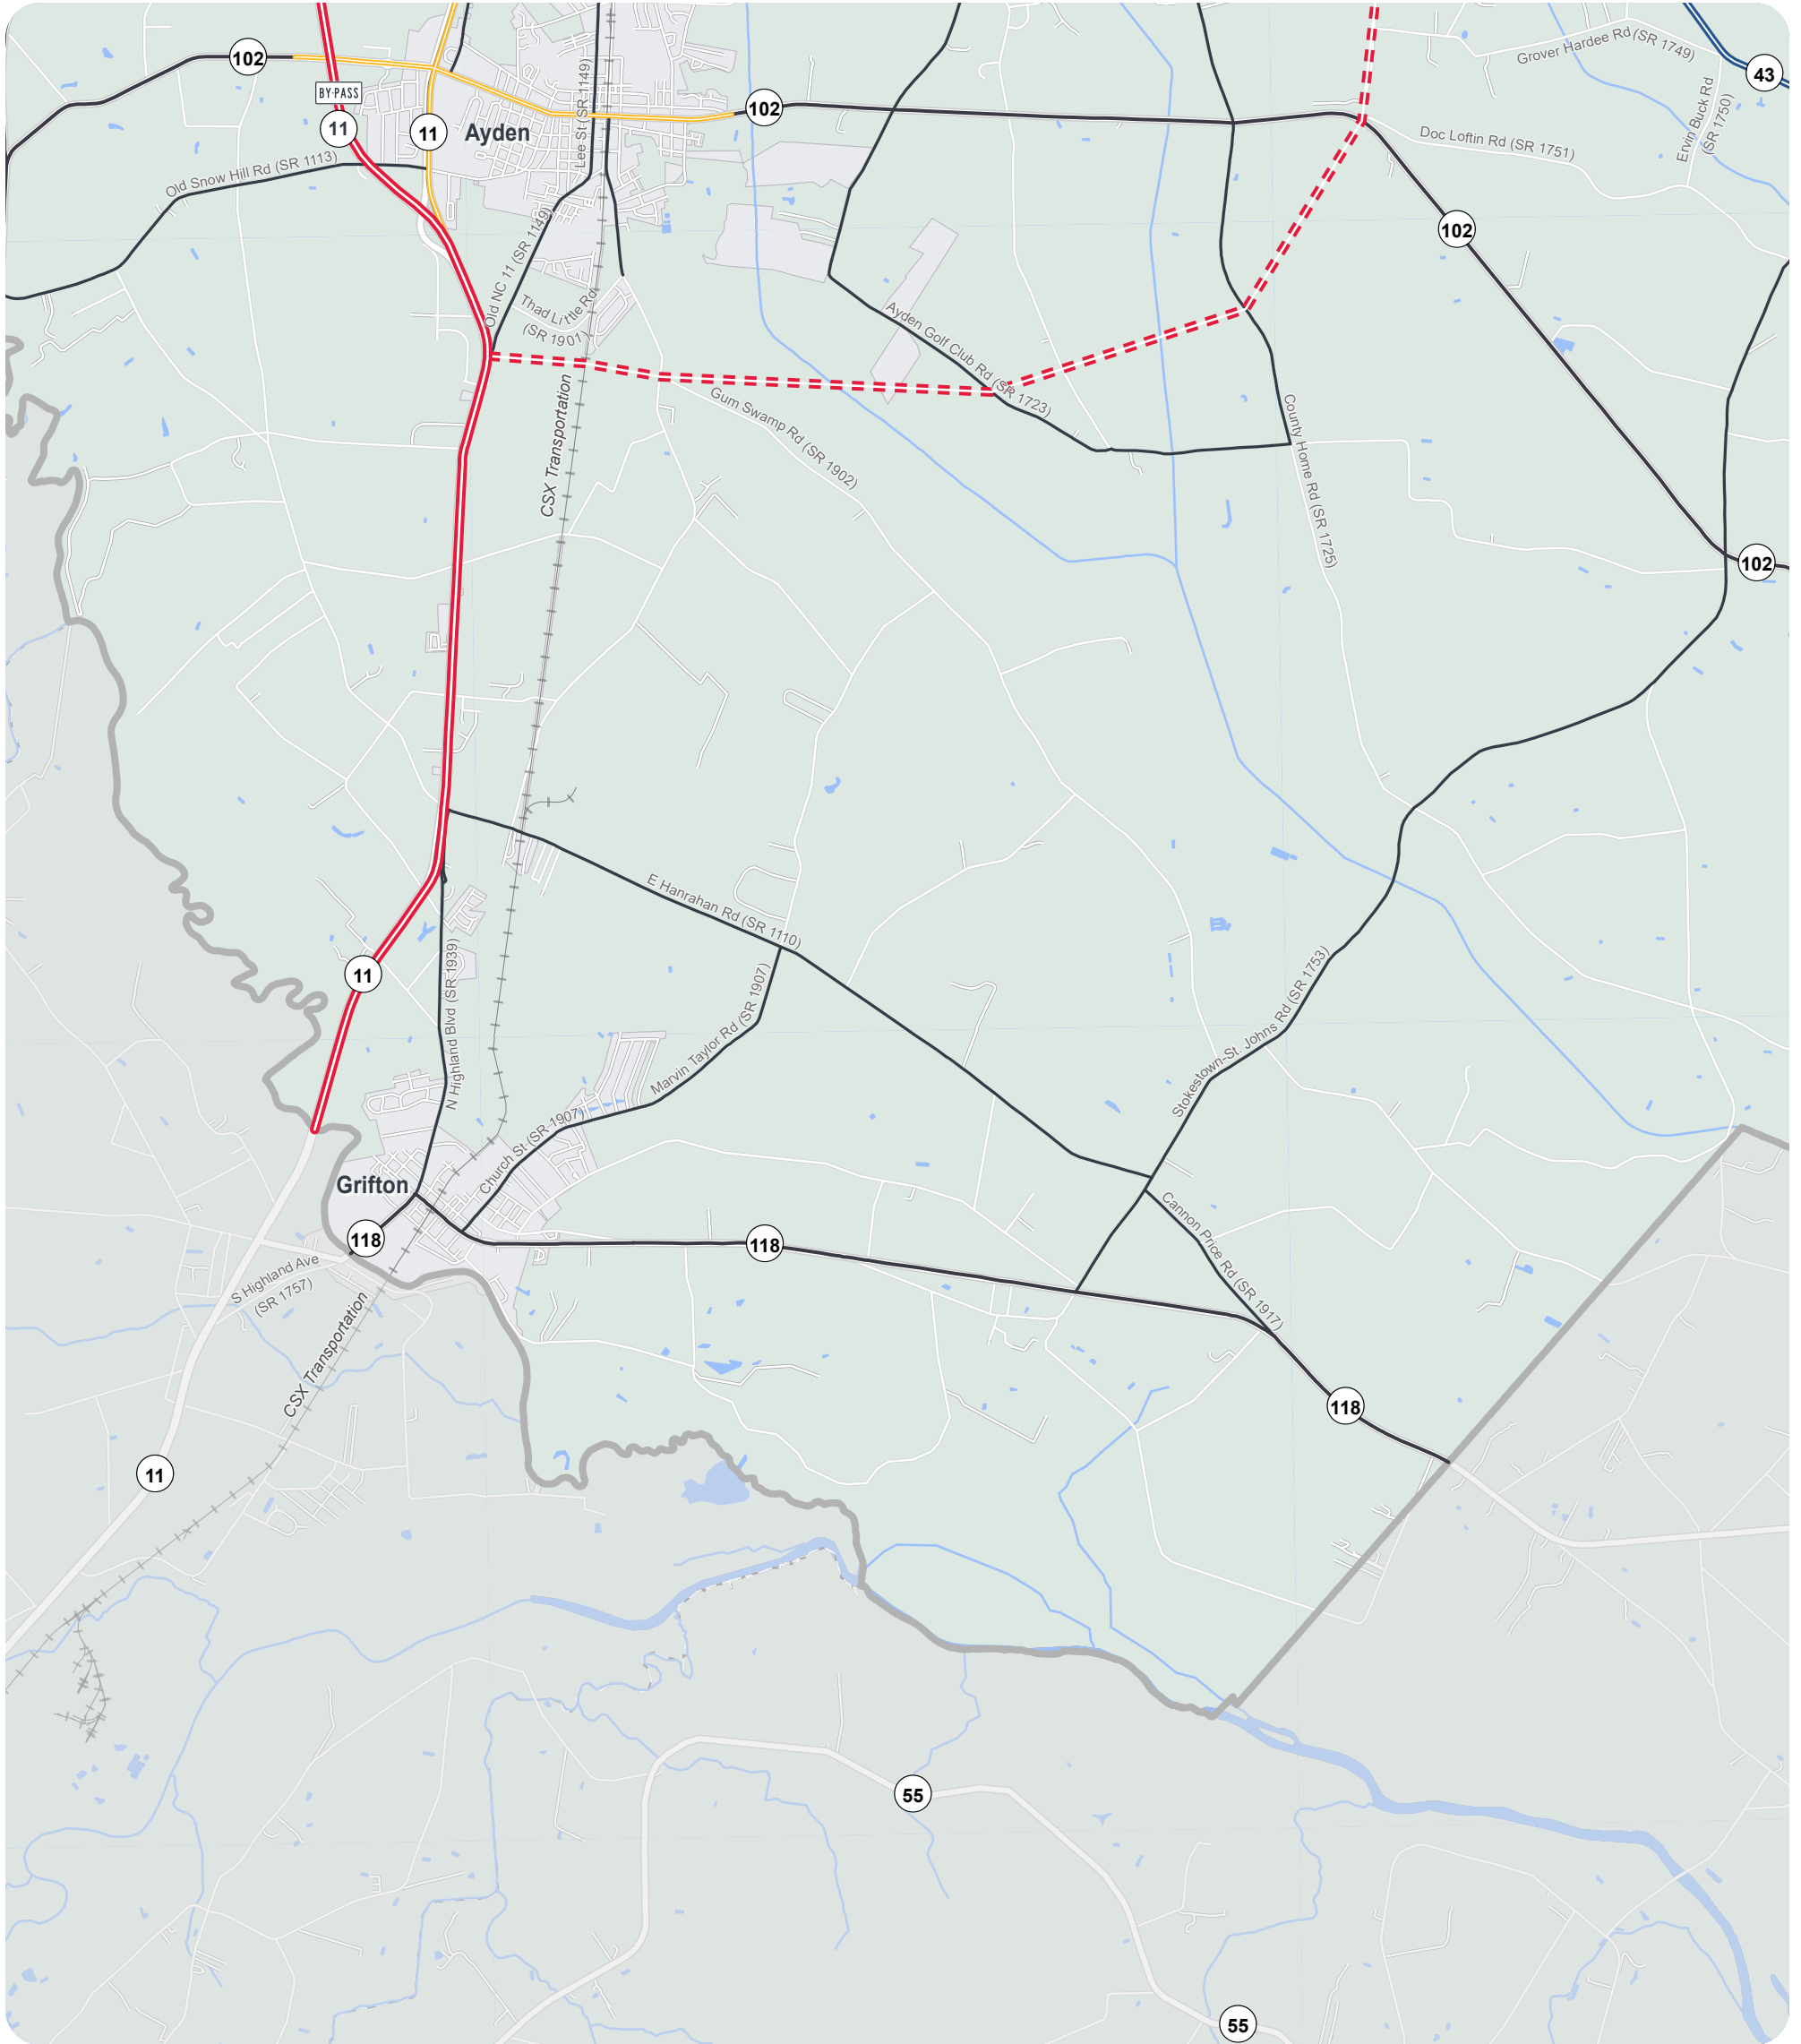 Grover Hardee Rd (SR 1749)
102
43
BY-PASS
Ervin Buck Rd
(SR 1750)
Lee St (SR 1149)
102
11
11
Ayden
Doc Loftin Rd (SR 1751)
Old Snow Hill Rd (SR 1113)
102
Old NC 11 (SR 1149)
Thad Little Rd
(SR 1901)
Ayden Golf Club Rd (SR 1723)
CSX Transportation
Gum Swamp Rd (SR 1902)
County Home Rd (SR 1725)
102
E Hanrahan Rd (SR 1110)
11
N Highland Blvd (SR 1939)
Marvin Taylor Rd (SR 1907)
Stokestown-St. Johns Rd (SR 1753)
Church St (SR 1907)
Grifton
118
118
Cannon Price Rd (SR 1917)
S Highland Ave
(SR 1757)
CSX Transportation
118
11
55
55